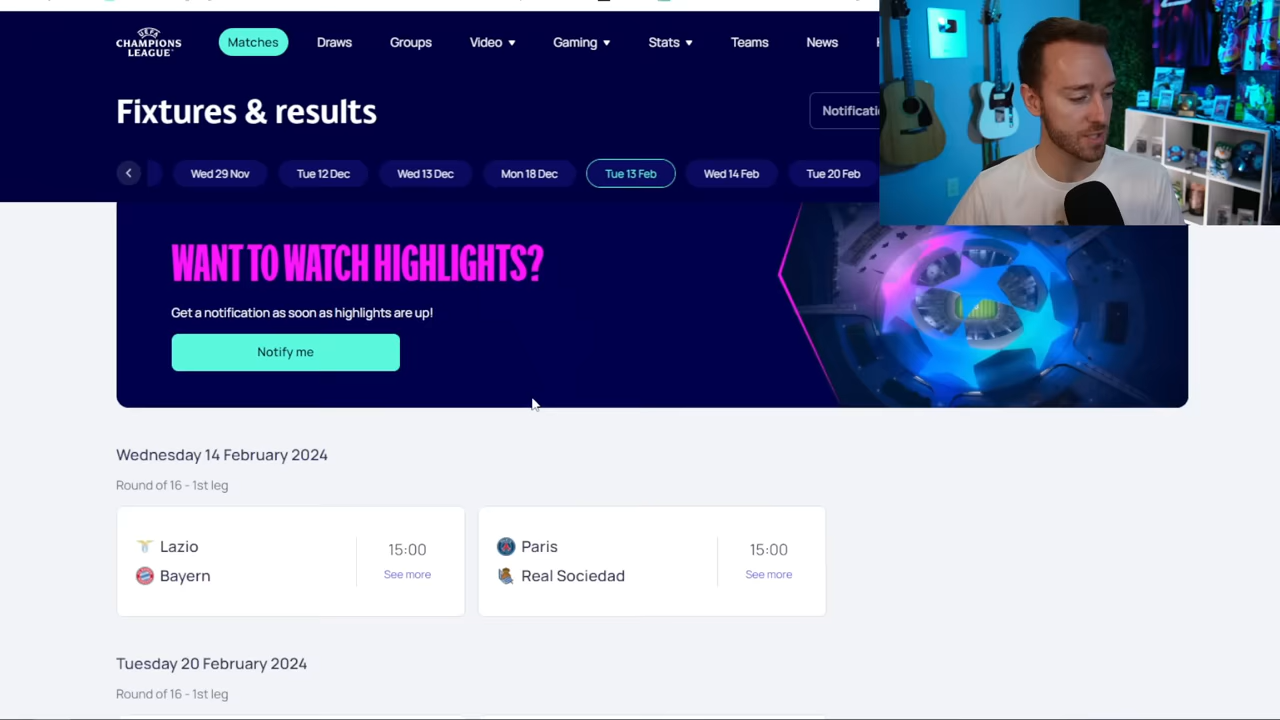 UEFA
CHAMPIONS
LEAGUE
Matches
Draws
Groups
Video
Gaming
Stats
Teams
News
Fixtures & results
Wed 29 Nov
Tue 12 Dec
Wed 13 Dec
Mon 18 Dec
Tue 13 Feb
Wed 14 Feb
Tue 20 Feb
WANT TO WATCH HIGHLIGHTS?
Get a notification as soon as highlights are up!
Notify me
Wednesday 14 February 2024
Round of 16 - 1st leg
Lazio
Bayern
15:00
See more
Paris
Real Sociedad
15:00
See more
Tuesday 20 February 2024
Round of 16 - 1st leg